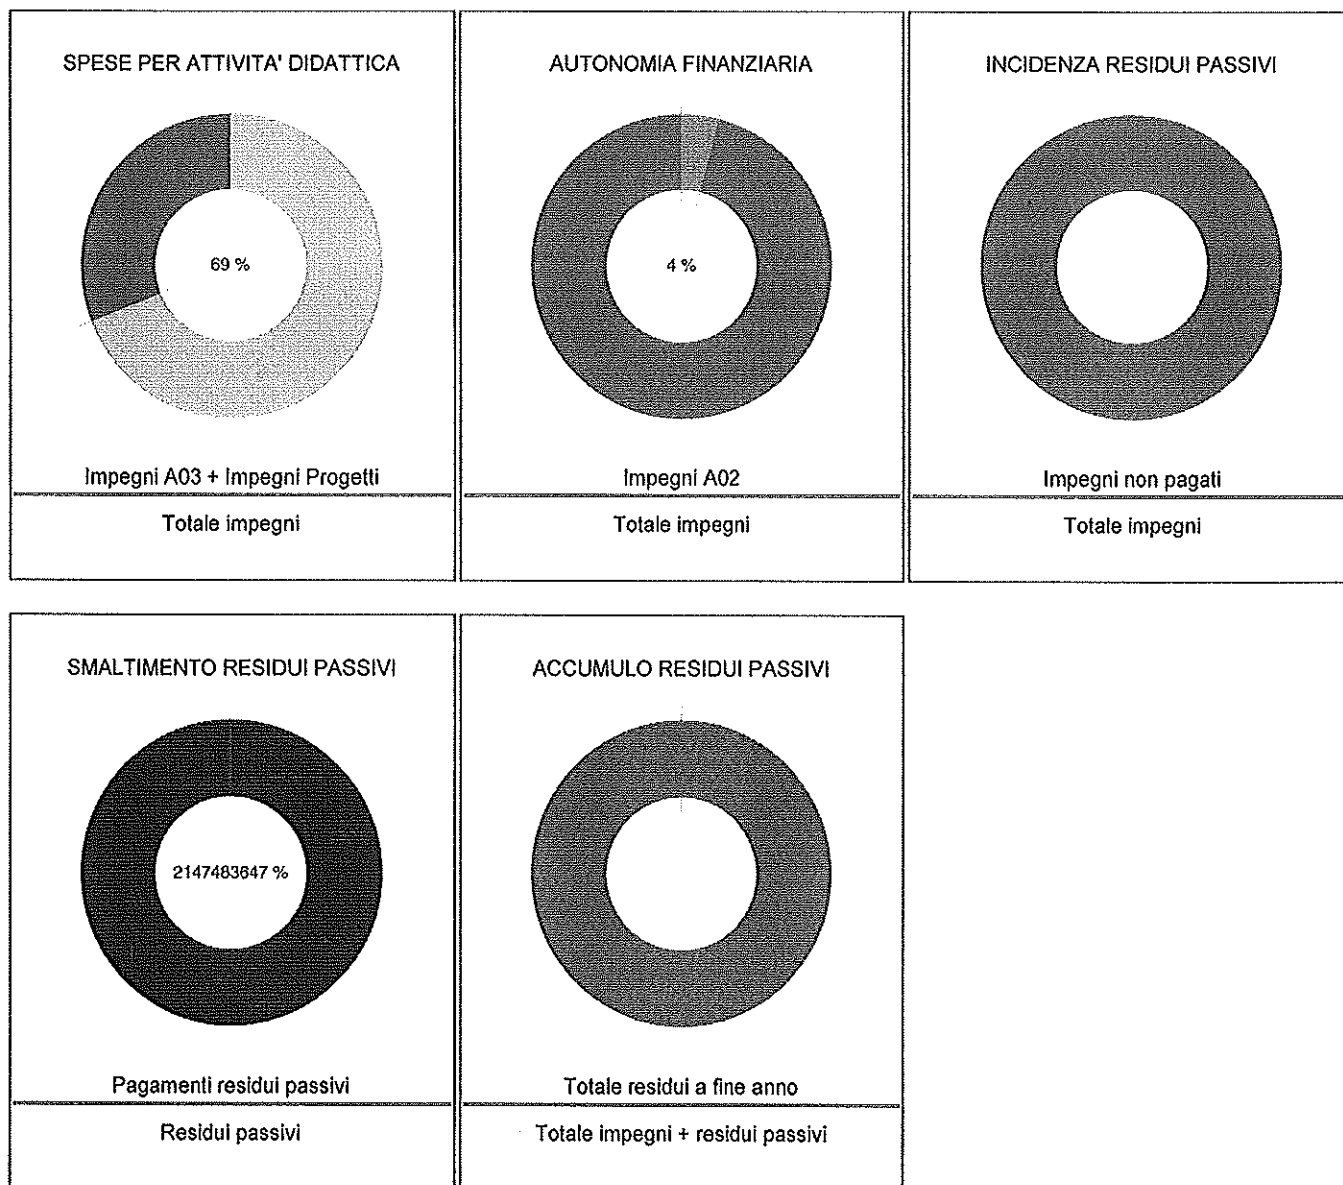 SPESE PER ATTIVITA' DIDATTICA
69 %
Impegni A03 + Impegni Progetti
Totale impegni
AUTONOMIA FINANZIARIA
4 %
Impegni A02
Totale impegni
INCIDENZA RESIDUI PASSIVI
Impegni non pagati
Totale impegni
SMALTIMENTO RESIDUI PASSIVI
2147483647 %
Pagamenti residui passivi
Residui passivi
ACCUMULO RESIDUI PASSIVI
Totale residui a fine anno
Totale impegni + residui passivi